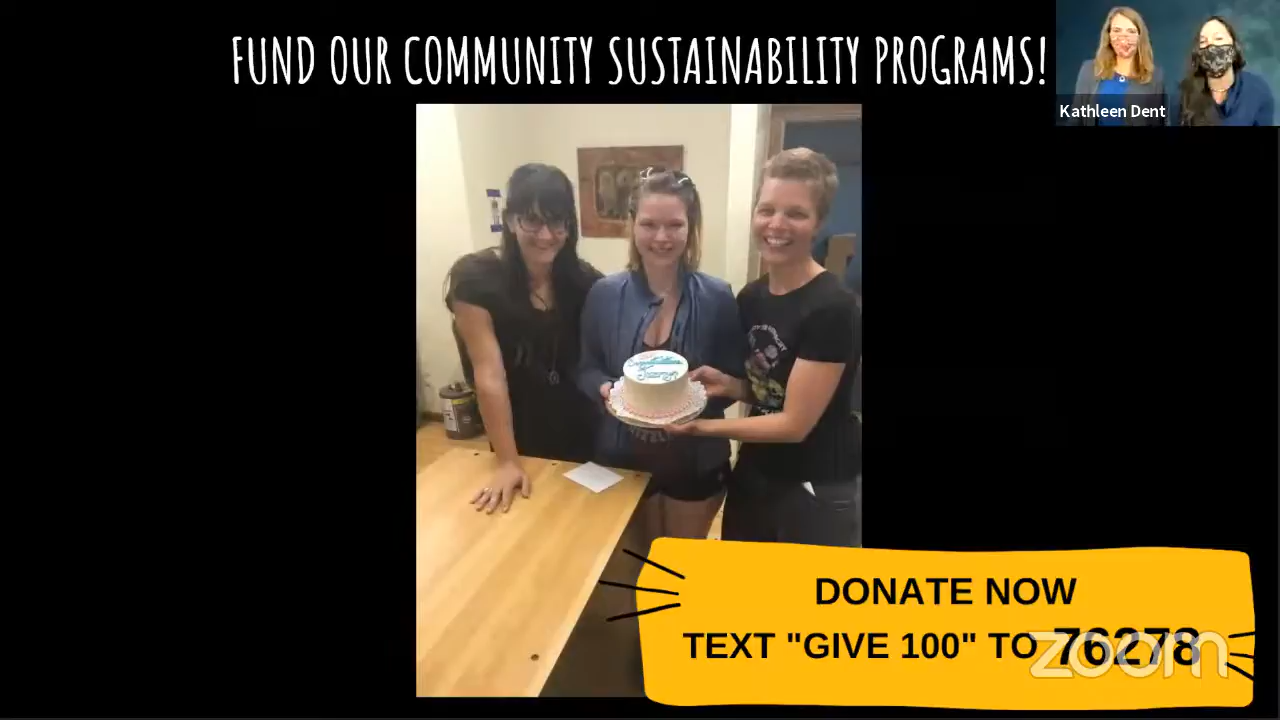 FUND OUR COMMUNITY SUSTAINABILITY PROGRAMS!
Kathleen Dent
DONATE NOW
TEXT "GIVE 100" TO 76278
zoom